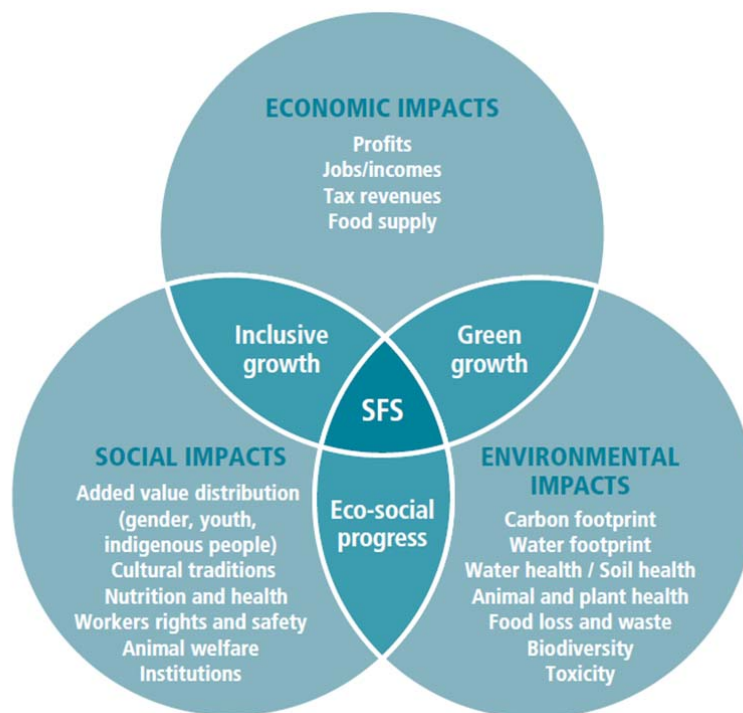 ECONOMIC IMPACTS
Profits
Jobs/incomes
Tax revenues
Food supply
Inclusive
growth
Green
growth
SFS
SOCIAL IMPACTS
Added value distribution
(gender, youth,
indigenous people)
Cultural traditions
Nutrition and health
Workers rights and safety
Animal welfare
Institutions
Eco-social
progress
ENVIRONMENTAL
IMPACTS
Carbon footprint
Water footprint
Water health / Soil health
Animal and plant health
Food loss and waste
Biodiversity
Toxicity